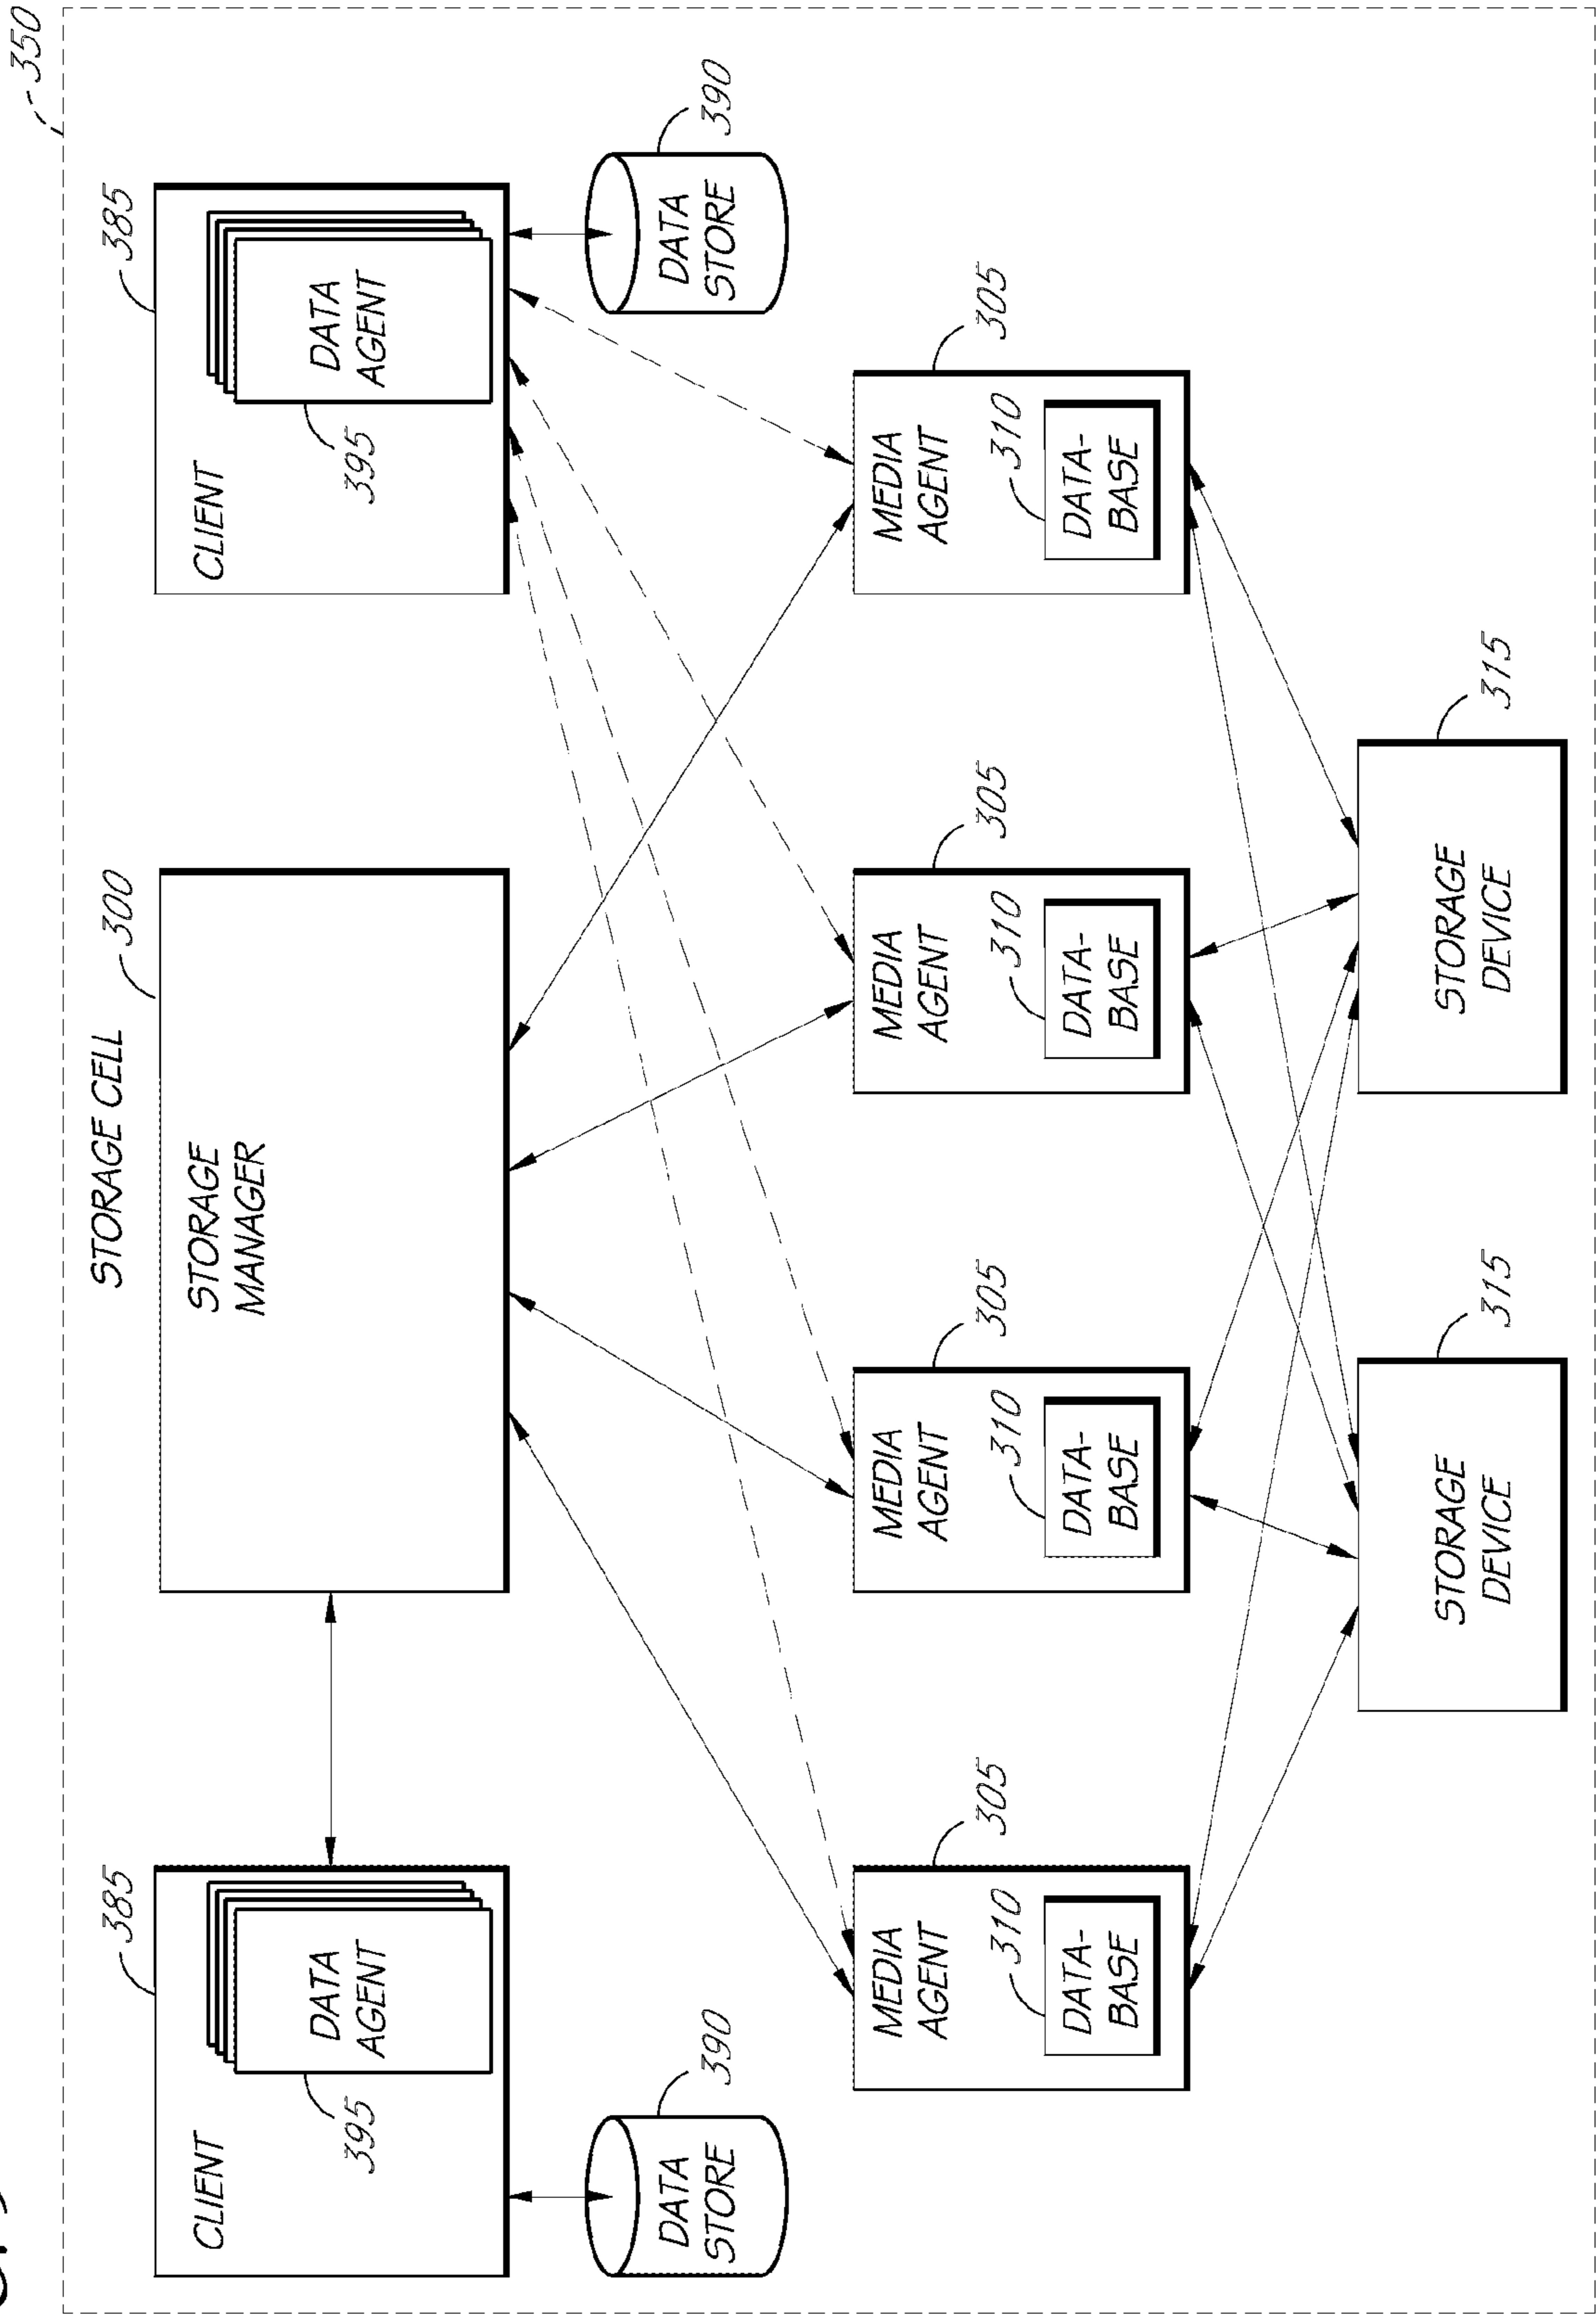 350
STORAGE CELL
385
300
385
CLIENT
395
DATA
AGENT
STORAGE
MANAGER
CLIENT
395
DATA
AGENT
DATA
STORE
390
DATA
STORE
390
MEDIA
AGENT
305
310
DATA-
BASE
MEDIA
AGENT
305
310
DATA-
BASE
MEDIA
AGENT
305
310
DATA-
BASE
MEDIA
AGENT
305
310
DATA-
BASE
STORAGE
DEVICE
315
STORAGE
DEVICE
315